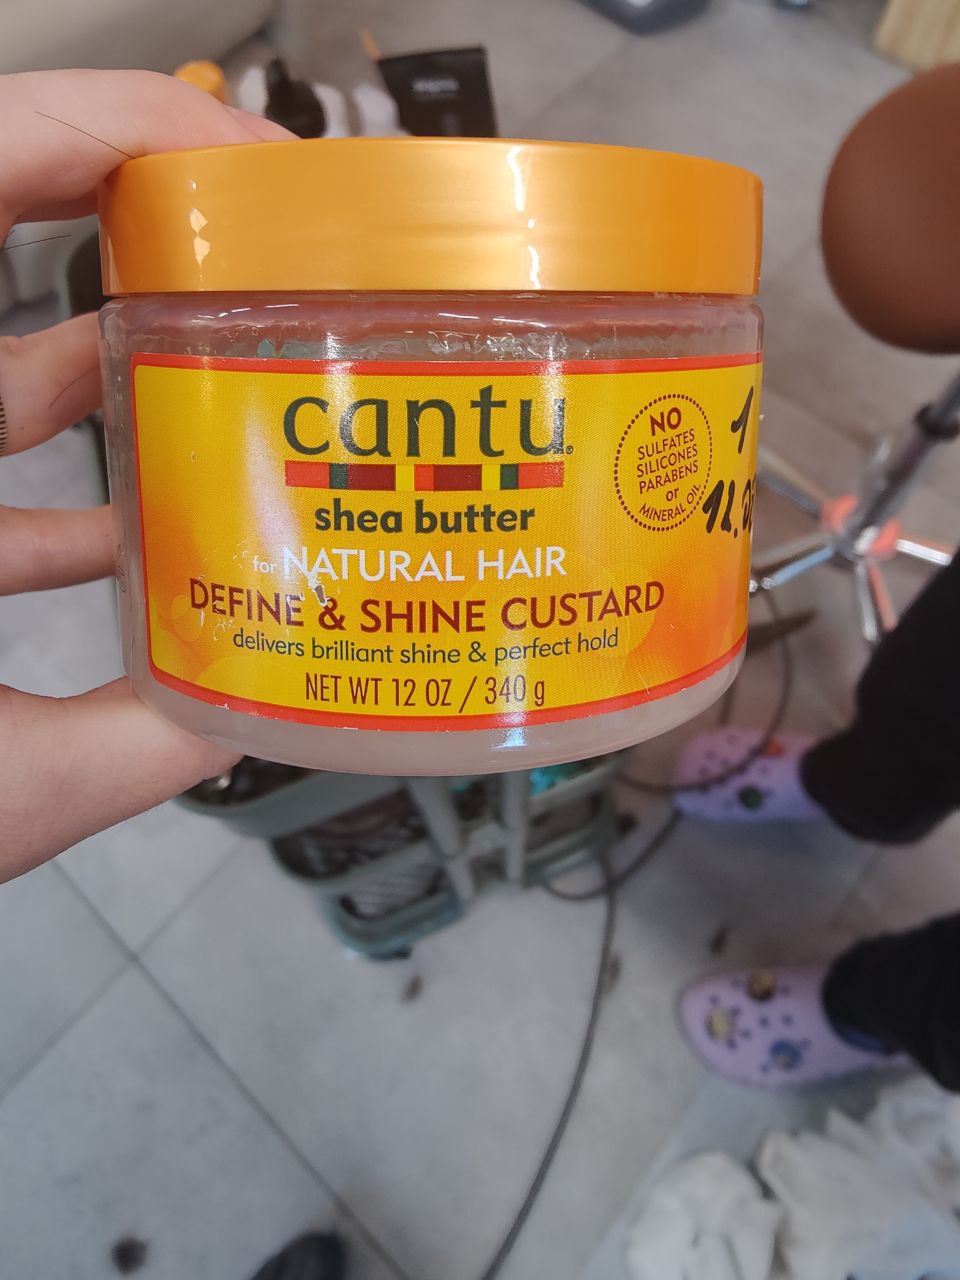 cantu®
shea butter
for NATURAL HAIR
DEFINE & SHINE CUSTARD
delivers brilliant shine & perfect hold
NET WT 12 OZ / 340 g
NO
SULFATES
SILICONES
PARABENS
or
MINERAL OIL